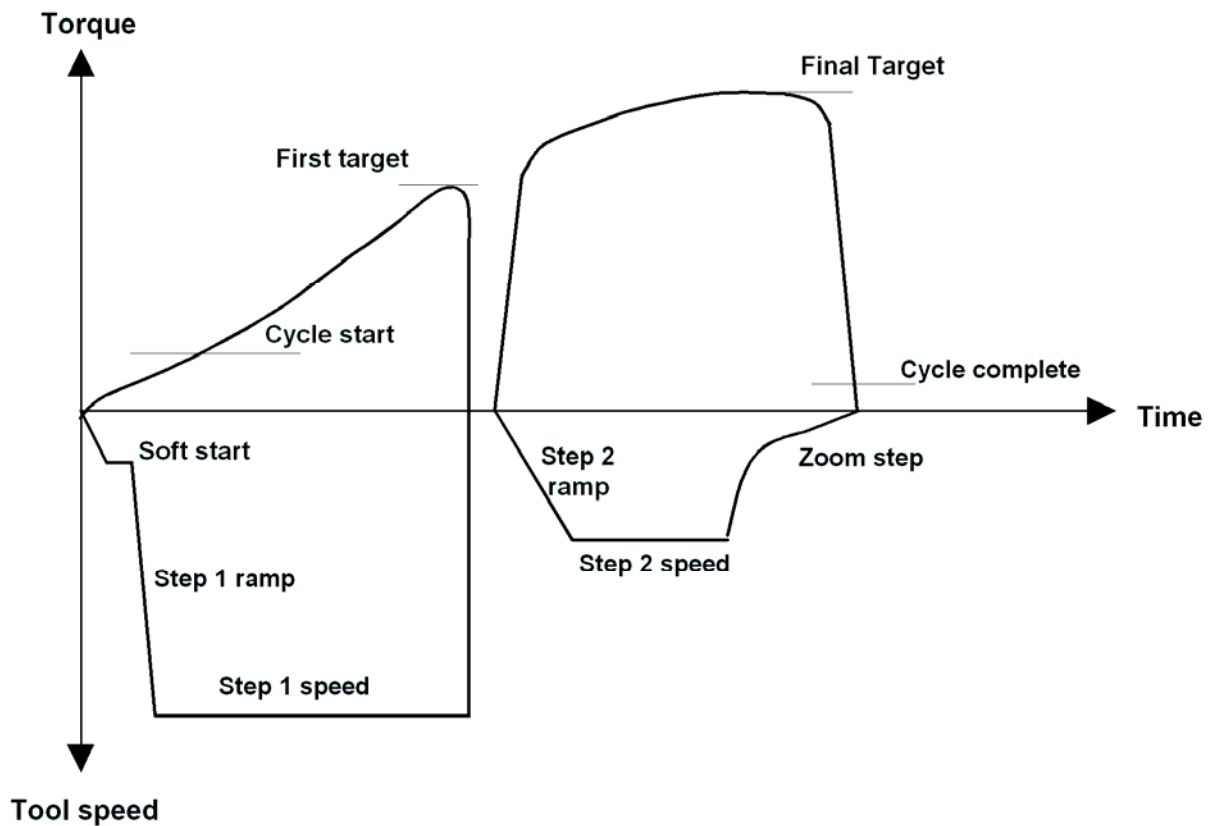 Torque
Final Target
First target
Cycle start
Cycle complete
Time
Soft start
Step 2
ramp
Zoom step
Step 2 speed
Step 1 ramp
Step 1 speed
Tool speed